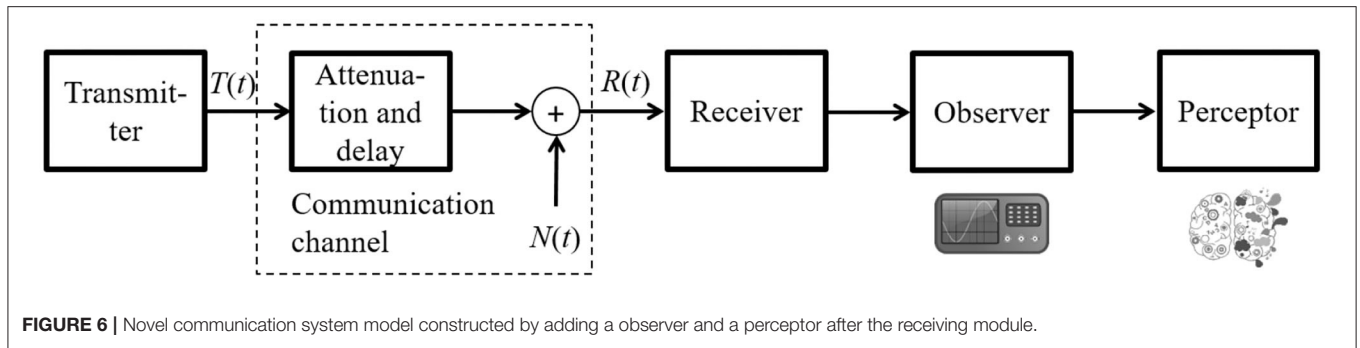 Transmit-
ter
T(t)
Attenua-
tion and
delay
+
R(t)
Receiver
Observer
Perceptor
Communication
channel
N(t)
FIGURE 6 | Novel communication system model constructed by adding a observer and a perceptor after the receiving module.